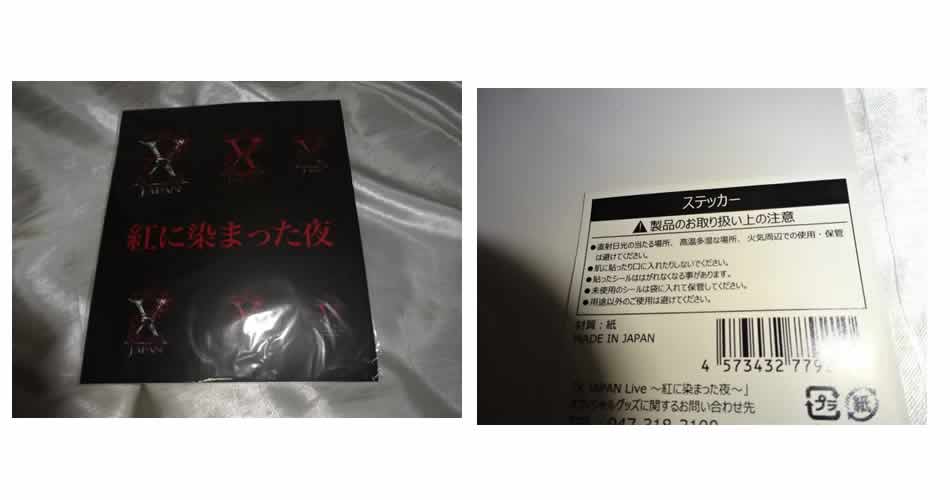 X
JAPAN
X
X
紅に染まった夜
X
JAPAN
ステッカー
製品のお取り扱い上の注意
●直射日光の当たる場所、高温多湿な場所、火気周辺での使用・保管
は避けてください。
●肌に貼ったり口に入れたりしないでください。
●貼ったシールははがれなくなる事があります。
●未使用のシールは袋に入れて保管してください。
●用途以外のご使用は避けてください。
材質：紙
MADE IN JAPAN
4 573432
「X JAPAN Live ～紅に染まった夜～」
オフィシャルグッズに関するお問い合わせ先
プラ
紙